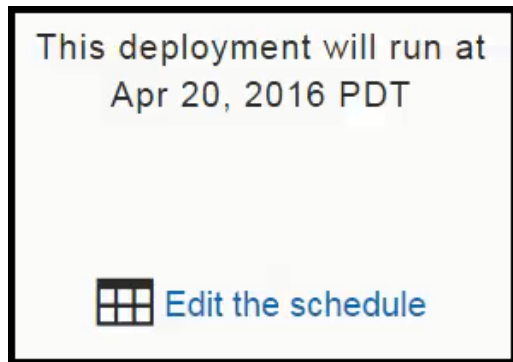 This deployment will run at
Apr 20, 2016 PDT
Edit the schedule